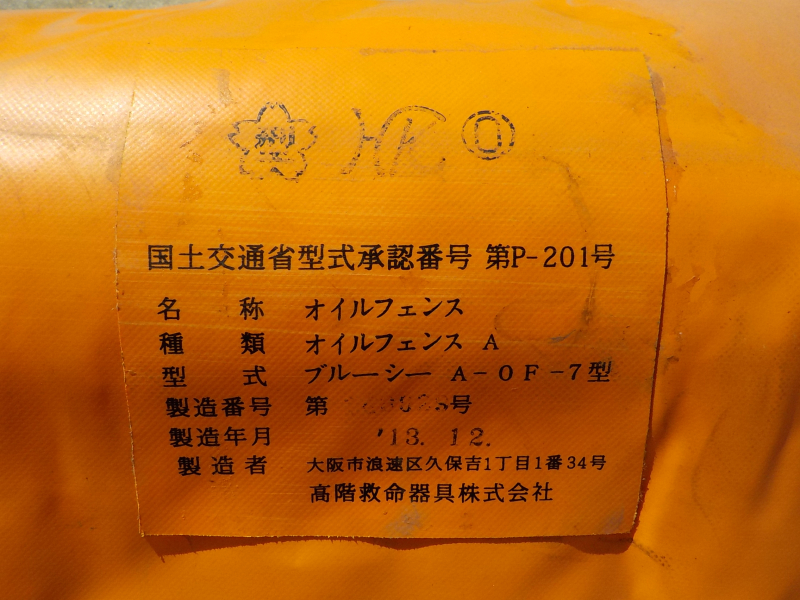 HK 0
国土交通省型式承認番号 第P-201号
名称 オイルフェンス
種類 オイルフェンス A
型式 ブルーシー A-OF-7型
製造番号 第 号
製造年月 '13. 12.
製造者 大阪市浪速区久保吉1丁目1番34号
高階救命器具株式会社